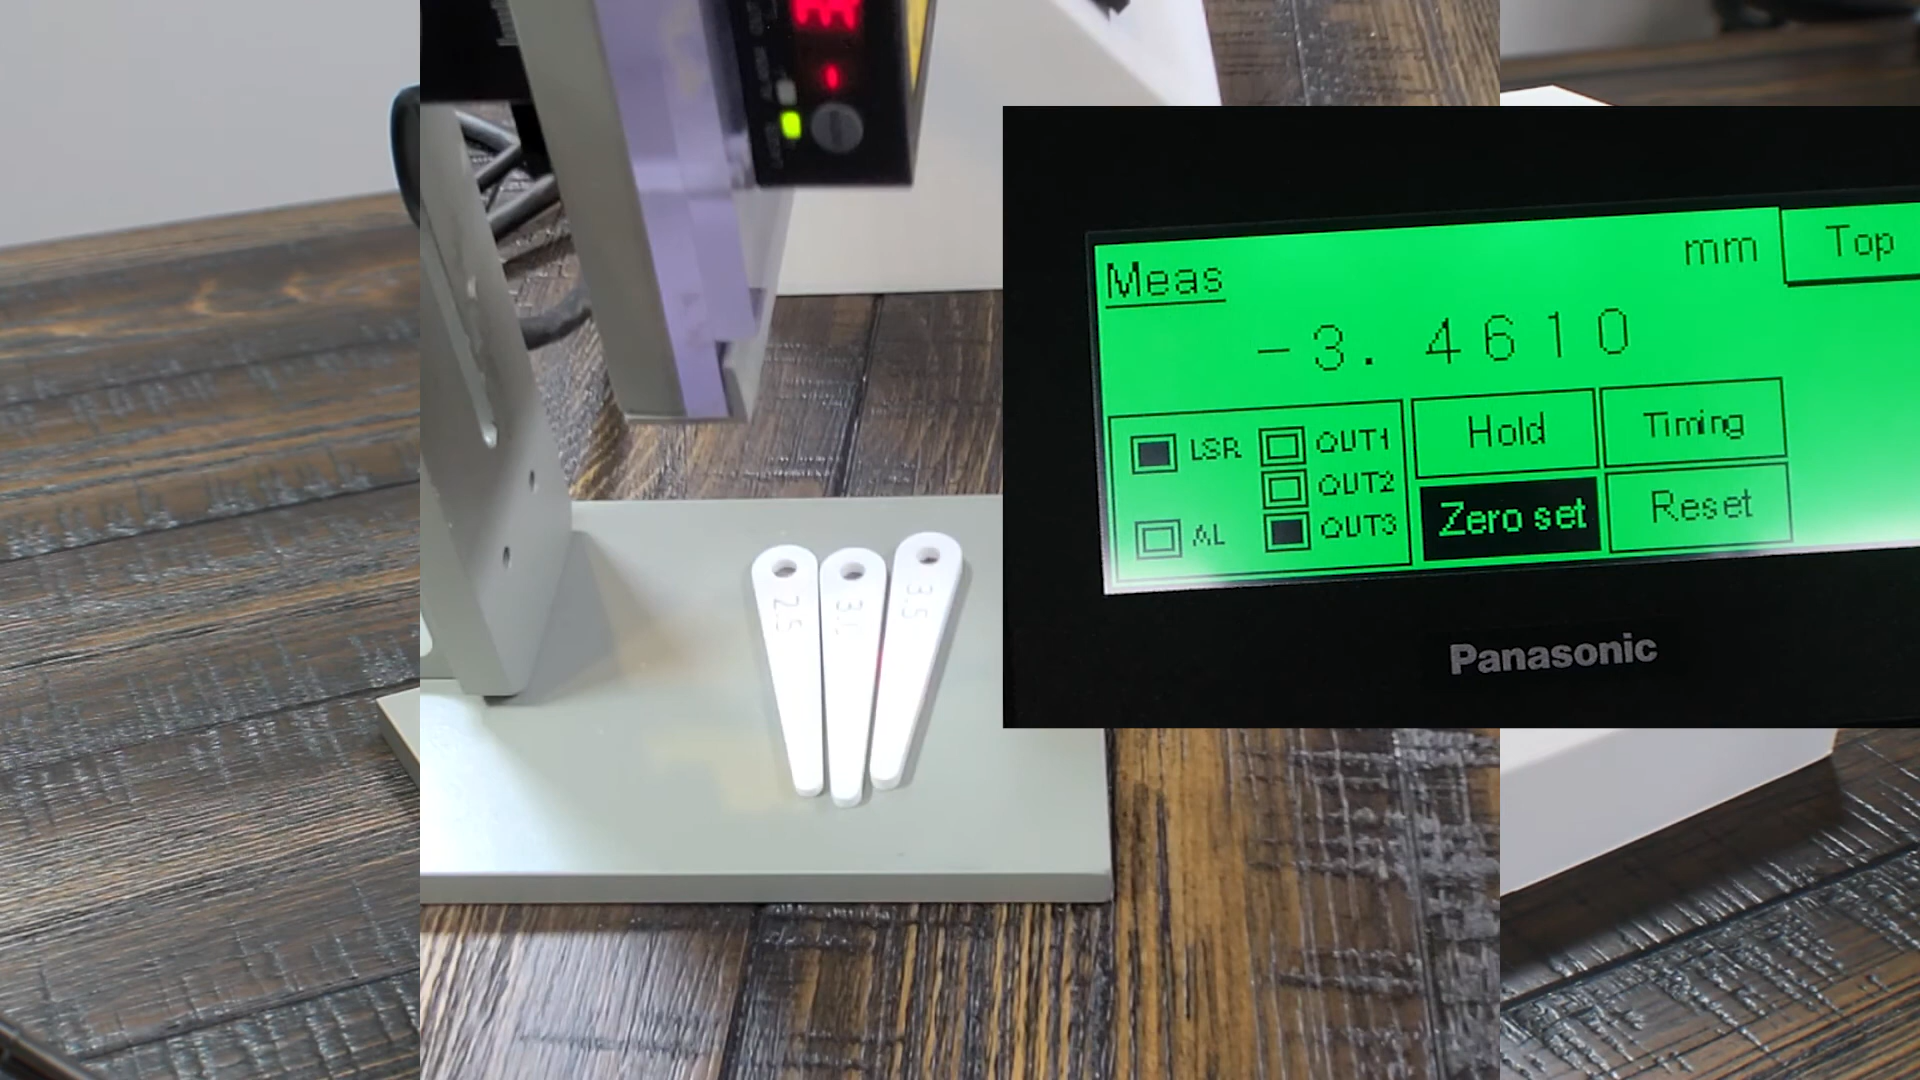 Meas
mm
Top
-3.4610
LSR
OUT1
OUT2
AL
OUT3
Hold
Timing
Zero set
Reset
Panasonic
2.5
3.5